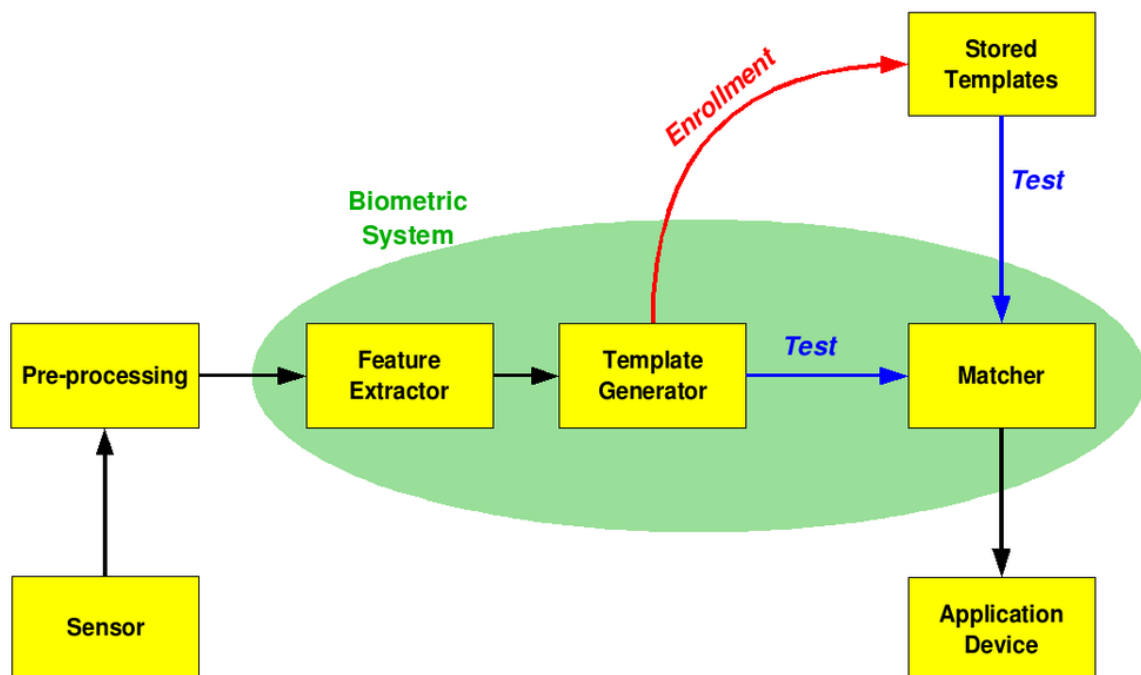 Stored
Templates
Enrollment
Test
Biometric
System
Pre-processing
Feature
Extractor
Template
Generator
Test
Matcher
Sensor
Application
Device